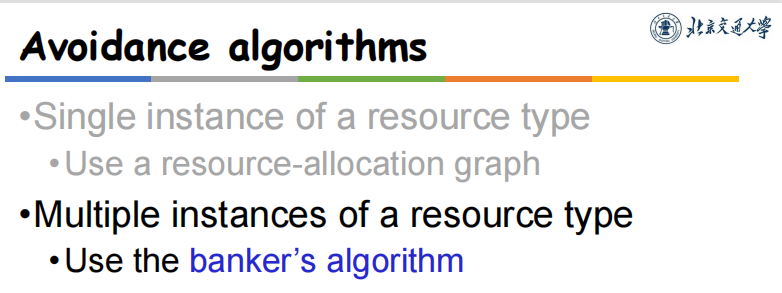 Avoidance algorithms
北京交通大学
•Single instance of a resource type
•Use a resource-allocation graph
•Multiple instances of a resource type
•Use the banker’s algorithm